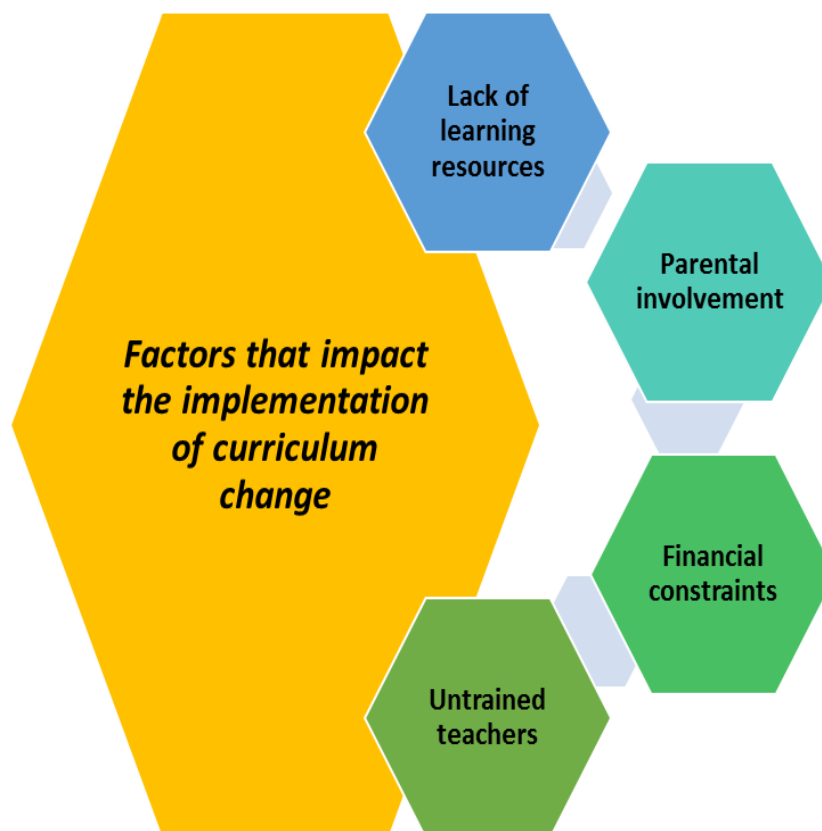 Factors that impact
the implementation
of curriculum
change
Lack of
learning
resources
Parental
involvement
Financial
constraints
Untrained
teachers